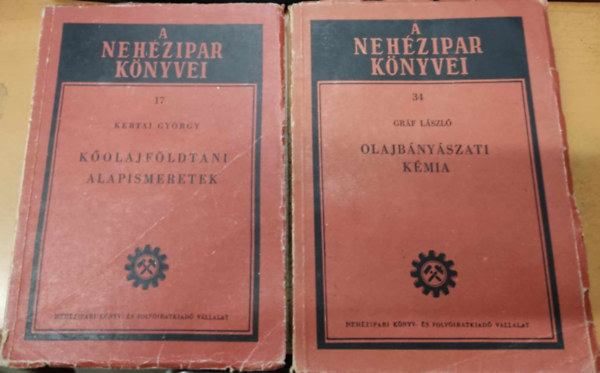 A
NEHÉZIPAR
KÖNYVEI
17
KERTAI GYÖRGY
KŐOLAJFÖLDTANI
ALAPISMERETEK
NEHÉZIPARI KÖNYV- ÉS FOLYÓIRATKIADÓ VÁLLALAT
A
NEHÉZIPAR
KÖNYVEI
34
GRÁF LÁSZLÓ
OLAJBÁNYÁSZATI
KÉMIA
NEHÉZIPARI KÖNYV- ÉS FOLYÓIRATKIADÓ VÁLLALAT